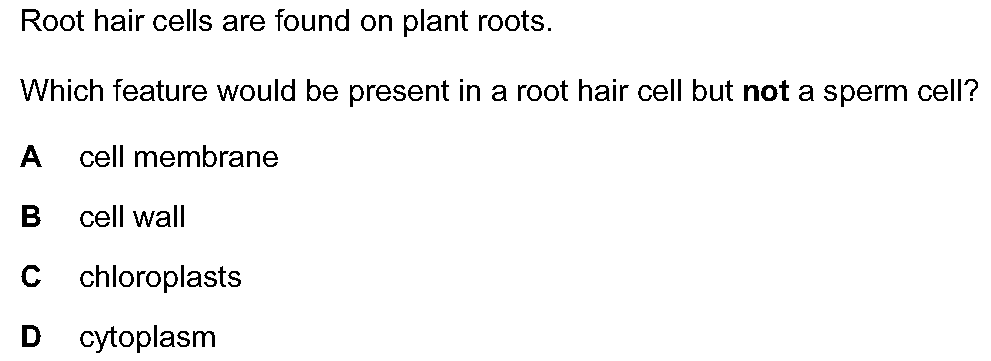 Root hair cells are found on plant roots.
Which feature would be present in a root hair cell but not a sperm cell?
A cell membrane
B cell wall
C chloroplasts
D cytoplasm